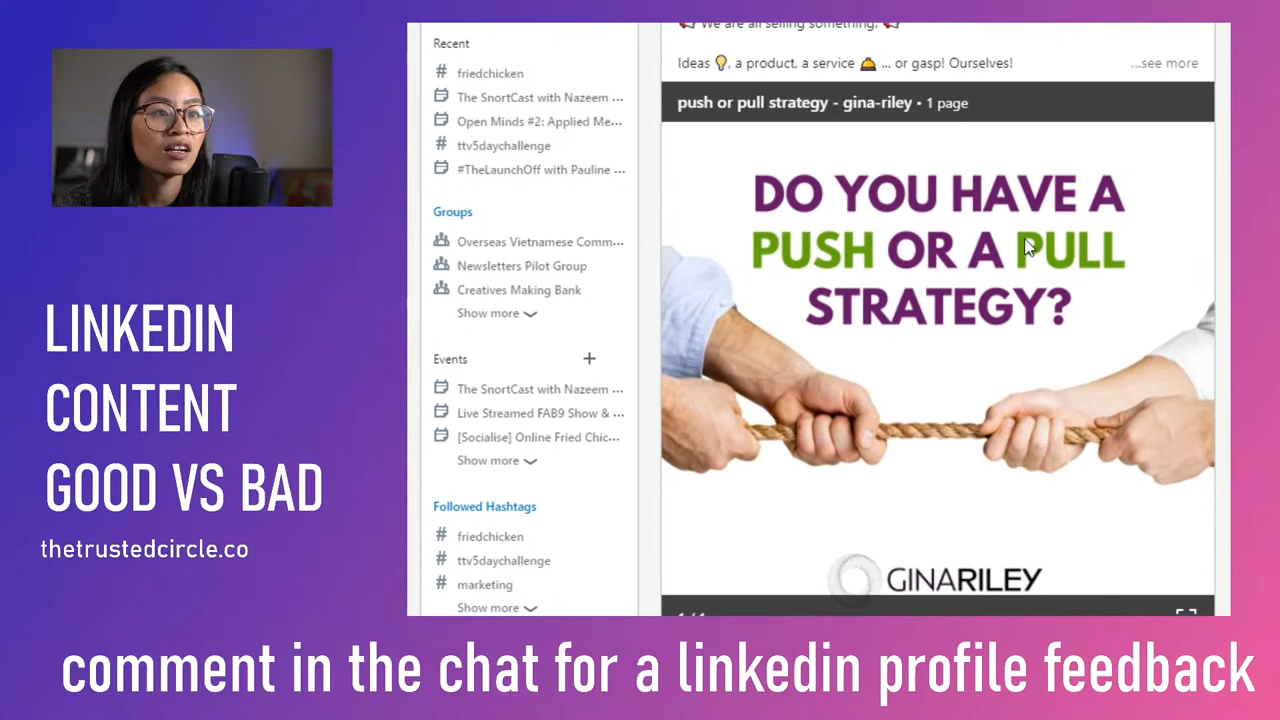 LINKEDIN
CONTENT
GOOD VS BAD
thetrustedcircle.co
Recent
# friedchicken
The SnortCast with Nazeem ...
Open Minds #2: Applied Me...
# ttv5daychallenge
#TheLaunchOff with Pauline ...
Groups
Overseas Vietnamese Comm...
Newsletters Pilot Group
Creatives Making Bank
Show more
Events +
The SnortCast with Nazeem ...
Live Streamed FAB9 Show & ...
[Socialise] Online Fried Chic...
Show more
Followed Hashtags
# friedchicken
# ttv5daychallenge
# marketing
Show more
We are all selling something.
Ideas 💡, a product, a service 🛎️ ... or gasp! Ourselves!
...see more
push or pull strategy - gina-riley • 1 page
DO YOU HAVE A
PUSH OR A PULL
STRATEGY?
GINARILEY
comment in the chat for a linkedin profile feedback